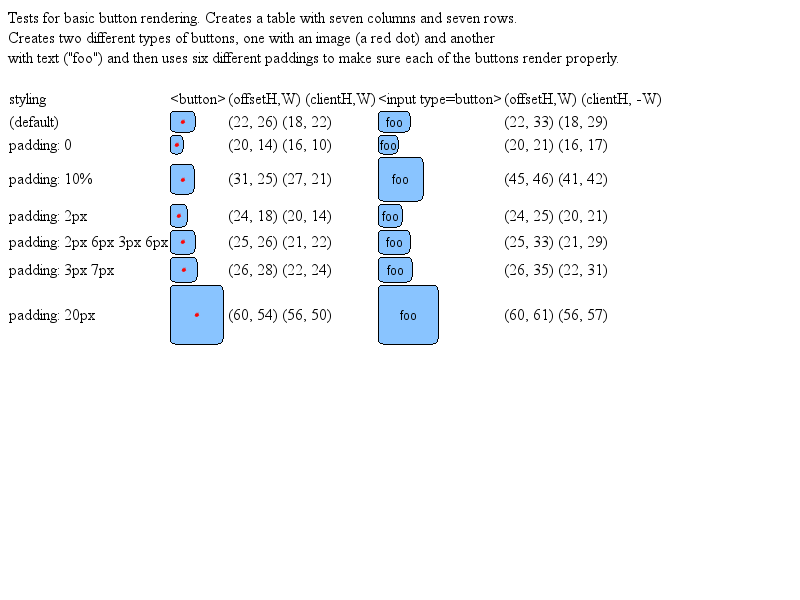 Tests for basic button rendering. Creates a table with seven columns and seven rows.
Creates two different types of buttons, one with an image (a red dot) and another
with text ("foo") and then uses six different paddings to make sure each of the buttons render properly.
styling <button> (offsetH,W) (clientH,W) <input type=button> (offsetH,W) (clientH, -W)
(default) (22, 26) (18, 22) foo (22, 33) (18, 29)
padding: 0 (20, 14) (16, 10) foo (20, 21) (16, 17)
padding: 10% (31, 25) (27, 21) foo (45, 46) (41, 42)
padding: 2px (24, 18) (20, 14) foo (24, 25) (20, 21)
padding: 2px 6px 3px 6px (25, 26) (21, 22) foo (25, 33) (21, 29)
padding: 3px 7px (26, 28) (22, 24) foo (26, 35) (22, 31)
padding: 20px (60, 54) (56, 50) foo (60, 61) (56, 57)